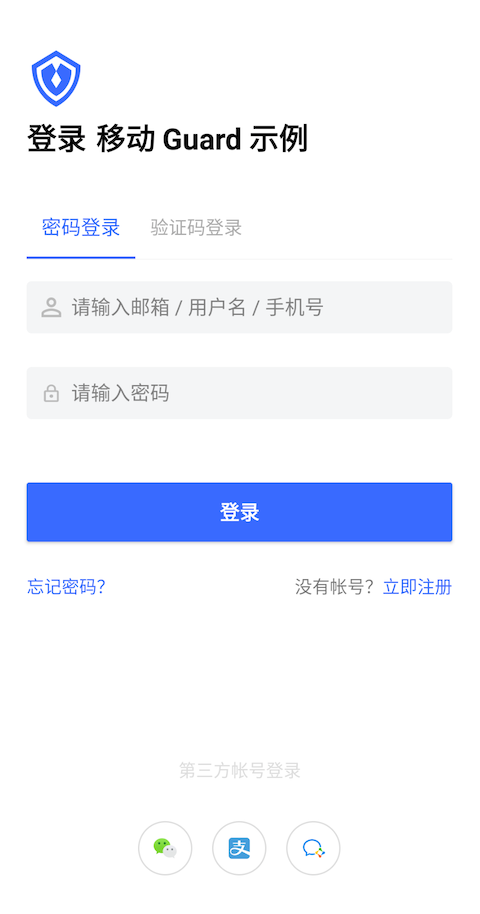 登录 移动 Guard 示例
密码登录 验证码登录
请输入邮箱 / 用户名 / 手机号
请输入密码
登录
忘记密码? 没有帐号? 立即注册
第三方帐号登录
支